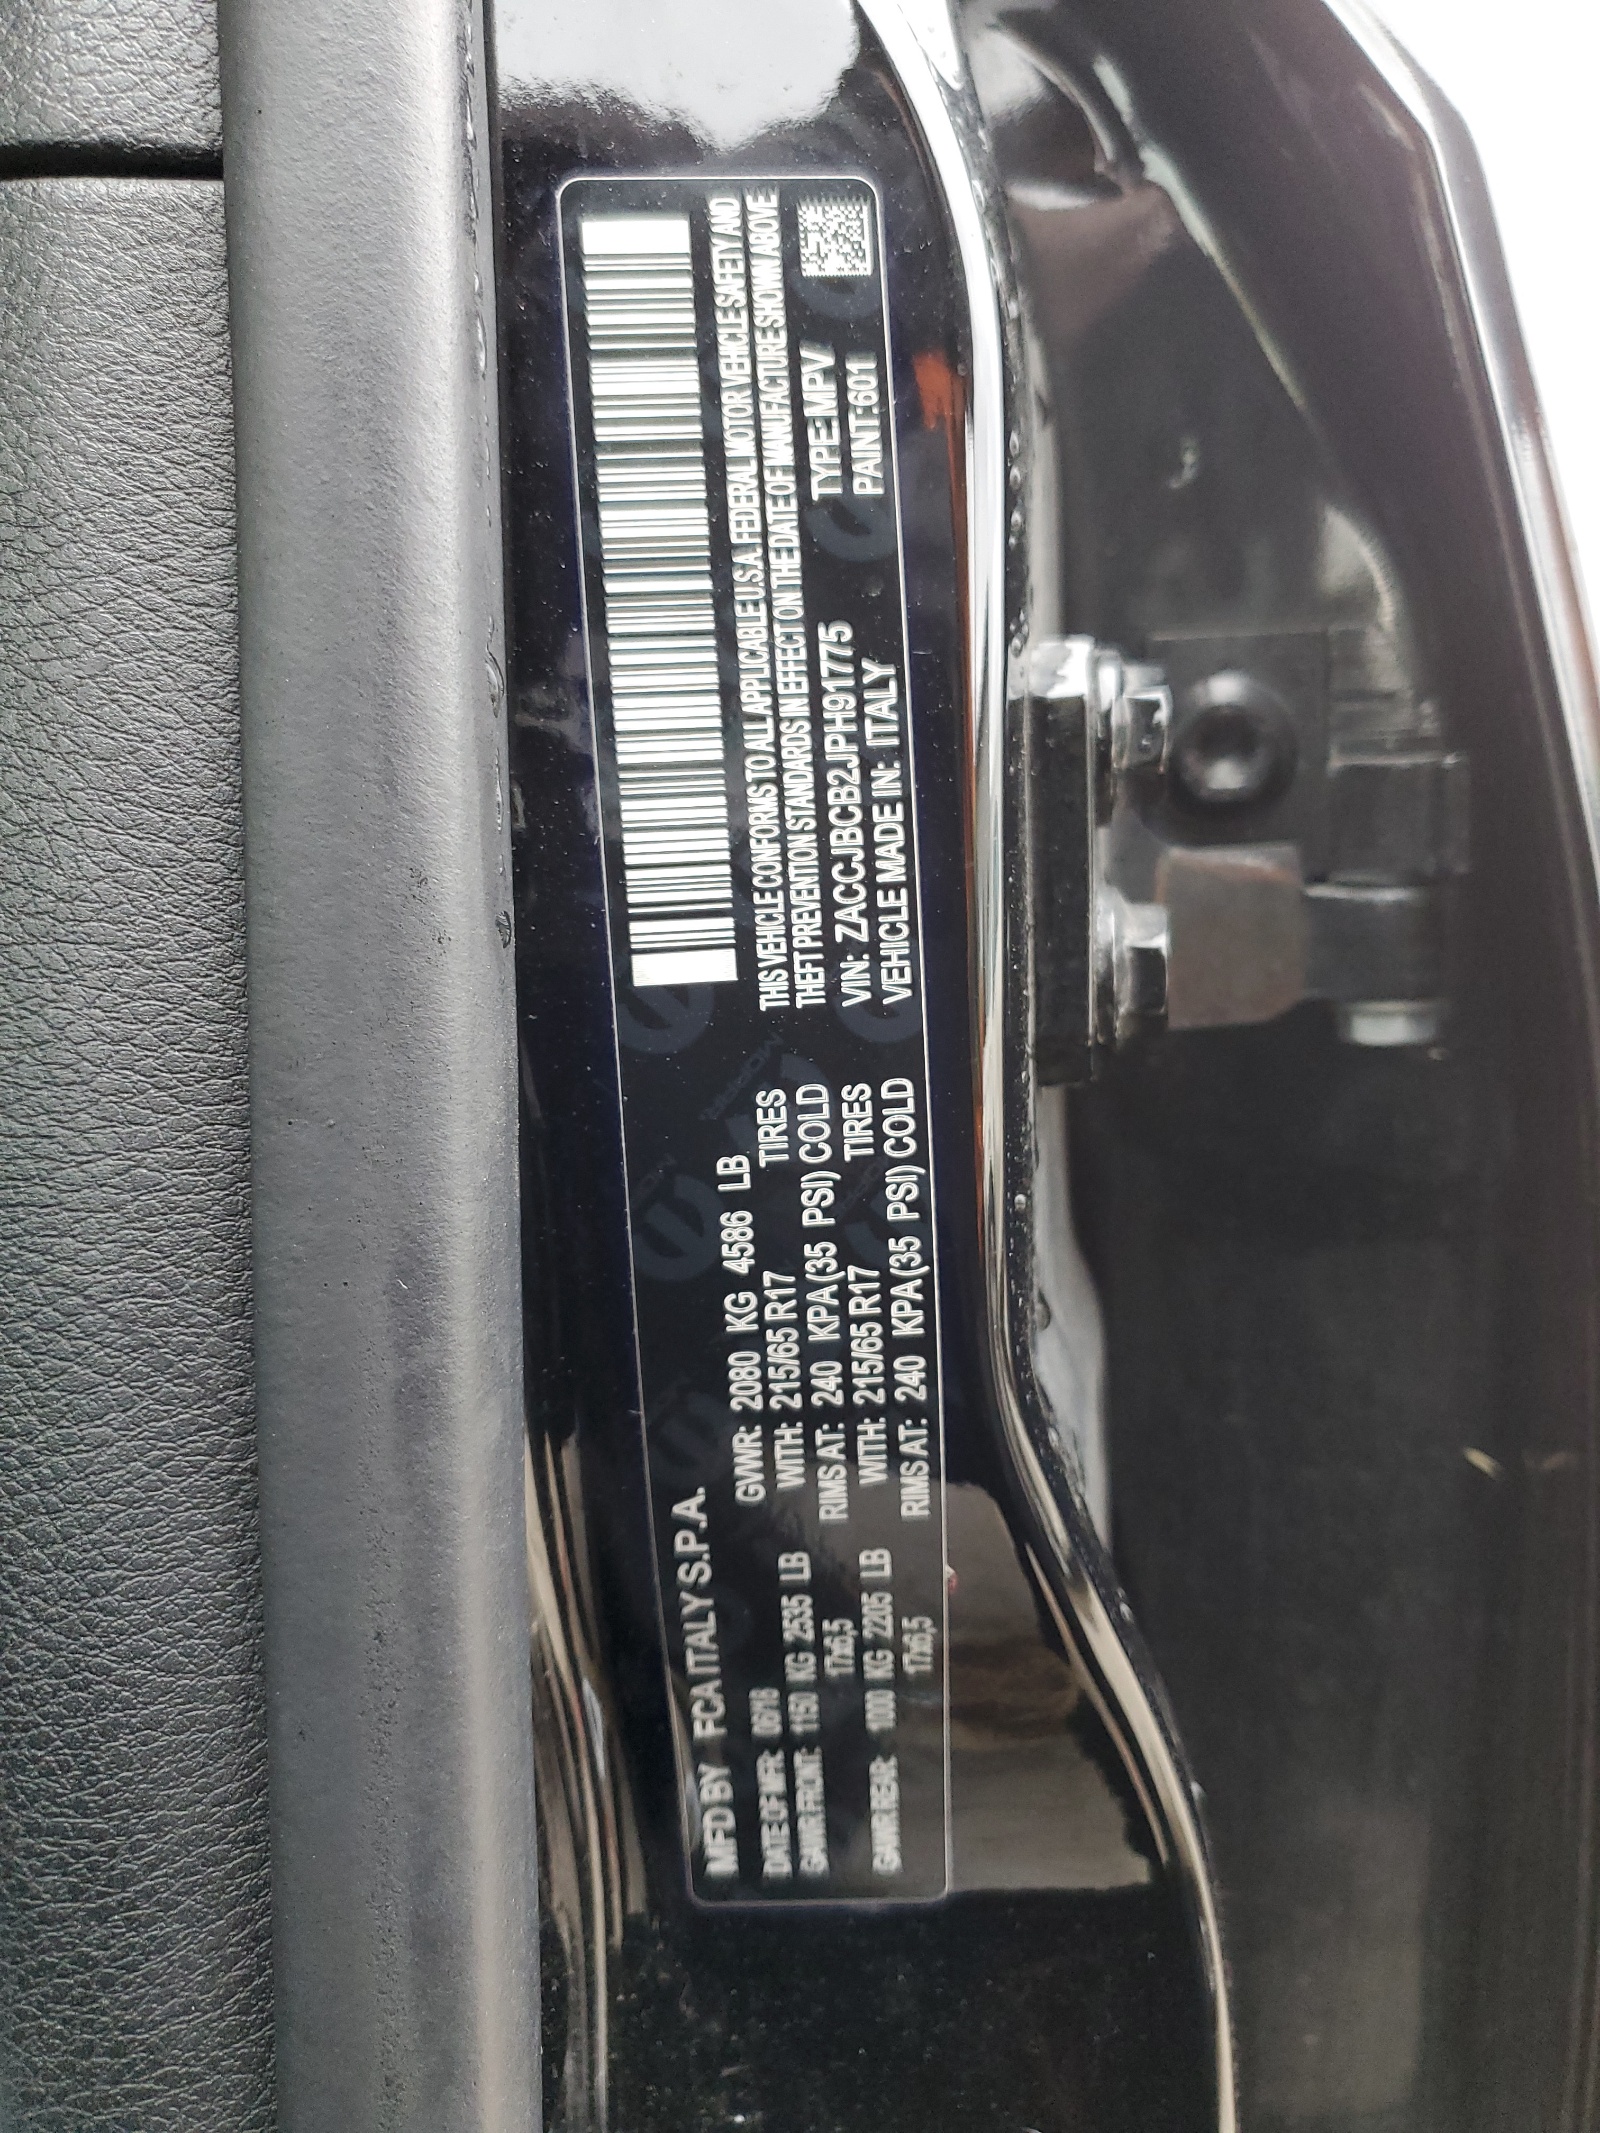 MFD BY FCA ITALY S.P.A.
DATE OF MFR: 06/18 GVWR: 2080 KG 4586 LB
GAWR FRONT: 1150 KG 2535 LB WITH: 215/65 R17 TIRES
17x6,5 RIMS AT: 240 KPA (35 PSI) COLD
GAWR REAR: 1000 KG 2205 LB WITH: 215/65 R17 TIRES
17x6,5 RIMS AT: 240 KPA (35 PSI) COLD
THIS VEHICLE CONFORMS TO ALL APPLICABLE U.S.A. FEDERAL MOTOR VEHICLE SAFETY AND
THEFT PREVENTION STANDARDS IN EFFECT ON THE DATE OF MANUFACTURE SHOWN ABOVE
VIN: ZACCJBCB2JPH91775 TYPE:MPV
VEHICLE MADE IN: ITALY PAINT:601